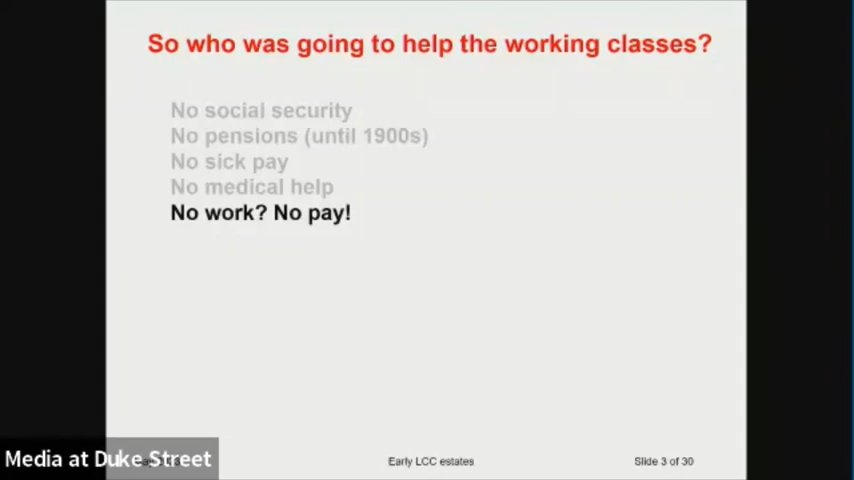 So who was going to help the working classes?
No social security
No pensions (until 1900s)
No sick pay
No medical help
No work? No pay!
Media at Duke Street
Early LCC estates
Slide 3 of 30